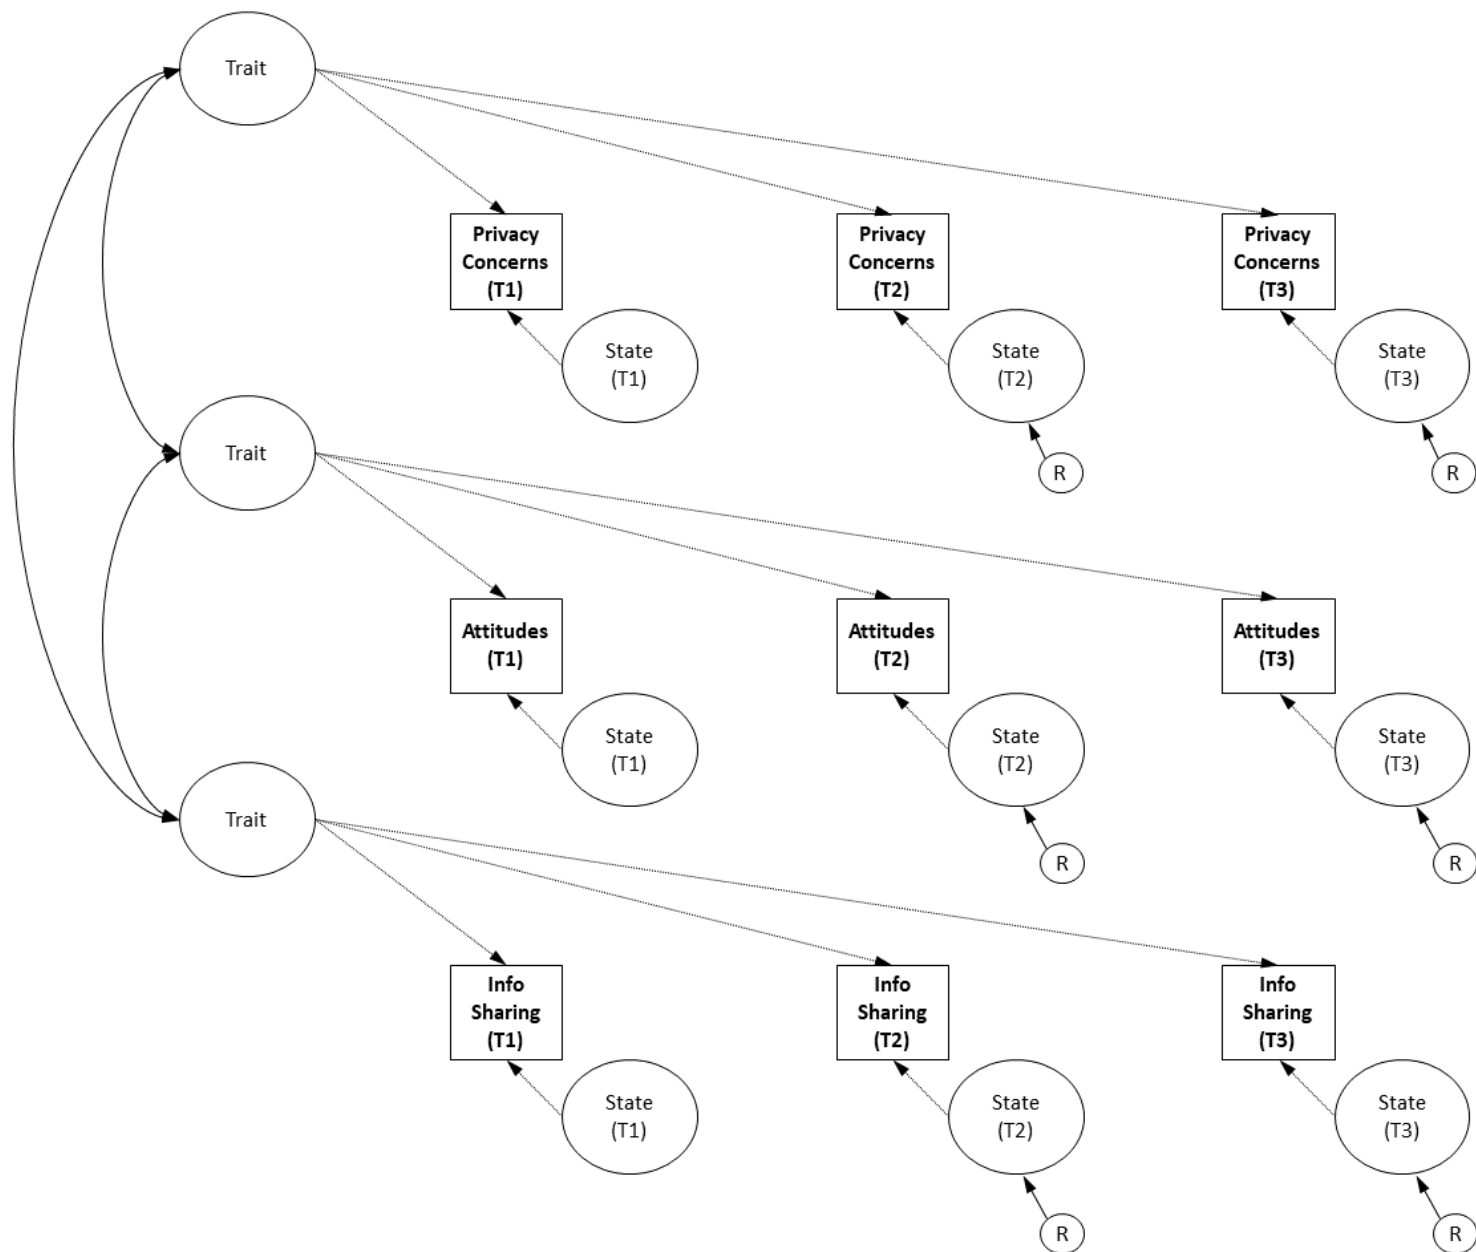 Trait
Privacy
Concerns
(T1)
Privacy
Concerns
(T2)
Privacy
Concerns
(T3)
State
(T1)
State
(T2)
State
(T3)
R
R
Trait
Attitudes
(T1)
Attitudes
(T2)
Attitudes
(T3)
State
(T1)
State
(T2)
State
(T3)
R
R
Trait
Info
Sharing
(T1)
Info
Sharing
(T2)
Info
Sharing
(T3)
State
(T1)
State
(T2)
State
(T3)
R
R